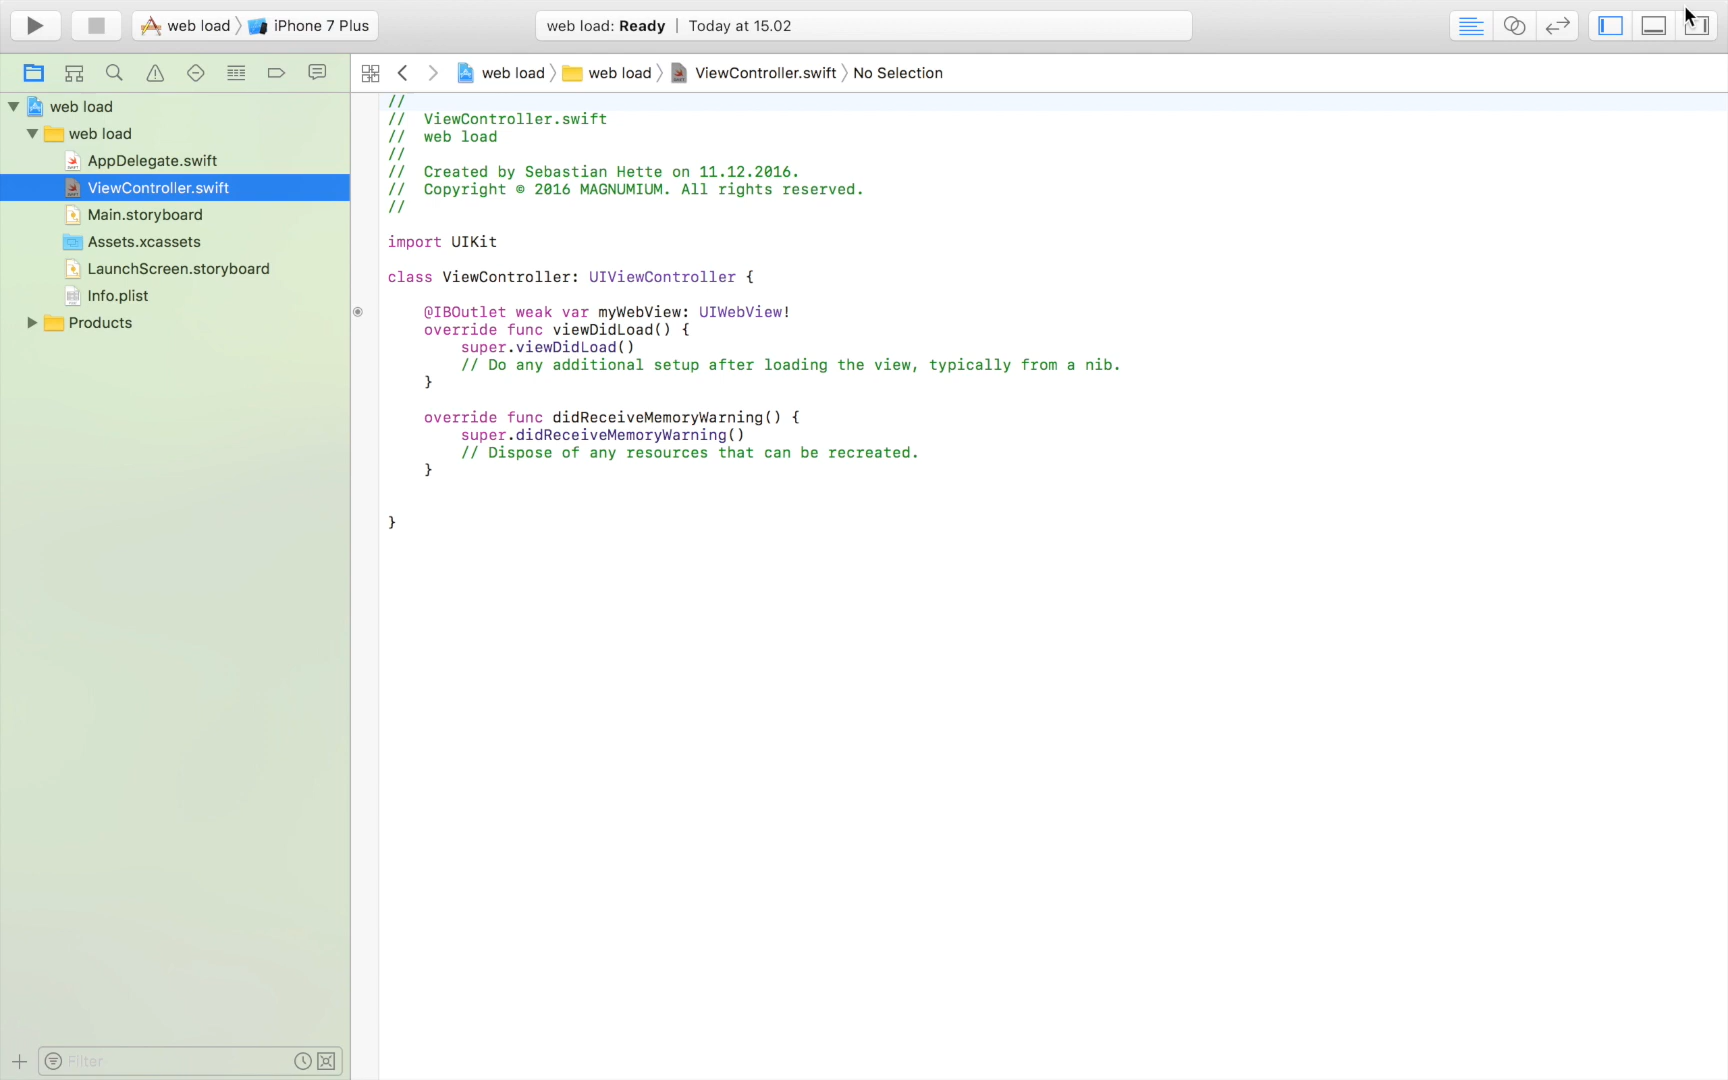 web load iPhone 7 Plus
web load: Ready | Today at 15.02
web load web load ViewController.swift No Selection
web load
web load
AppDelegate.swift
ViewController.swift
Main.storyboard
Assets.xcassets
LaunchScreen.storyboard
Info.plist
Products
//
// ViewController.swift
// web load
//
// Created by Sebastian Hette on 11.12.2016.
// Copyright © 2016 MAGNUMIUM. All rights reserved.
//
import UIKit
class ViewController: UIViewController {
@IBOutlet weak var myWebView: UIWebView!
override func viewDidLoad() {
super.viewDidLoad()
// Do any additional setup after loading the view, typically from a nib.
}
override func didReceiveMemoryWarning() {
super.didReceiveMemoryWarning()
// Dispose of any resources that can be recreated.
}
}
Filter